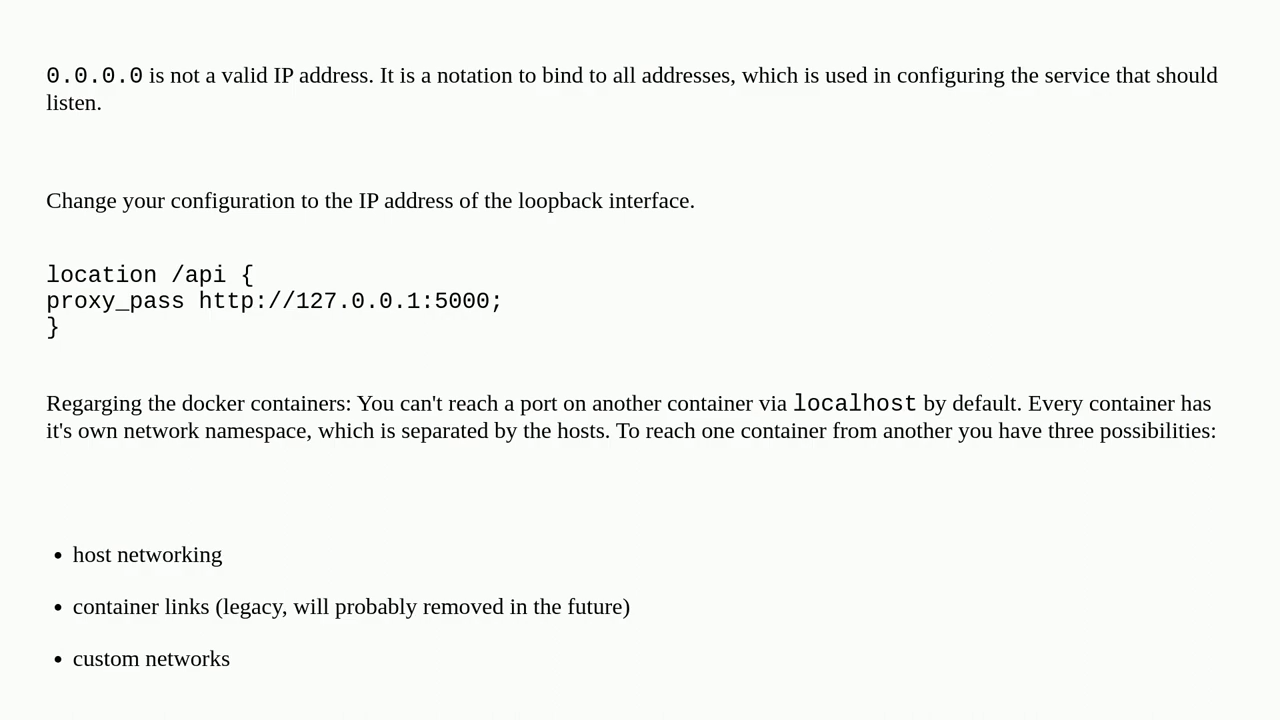 0.0.0.0 is not a valid IP address. It is a notation to bind to all addresses, which is used in configuring the service that should
listen.
Change your configuration to the IP address of the loopback interface.
location /api {
proxy_pass http://127.0.0.1:5000;
}
Regarging the docker containers: You can't reach a port on another container via localhost by default. Every container has
it's own network namespace, which is separated by the hosts. To reach one container from another you have three possibilities:
• host networking
• container links (legacy, will probably removed in the future)
• custom networks